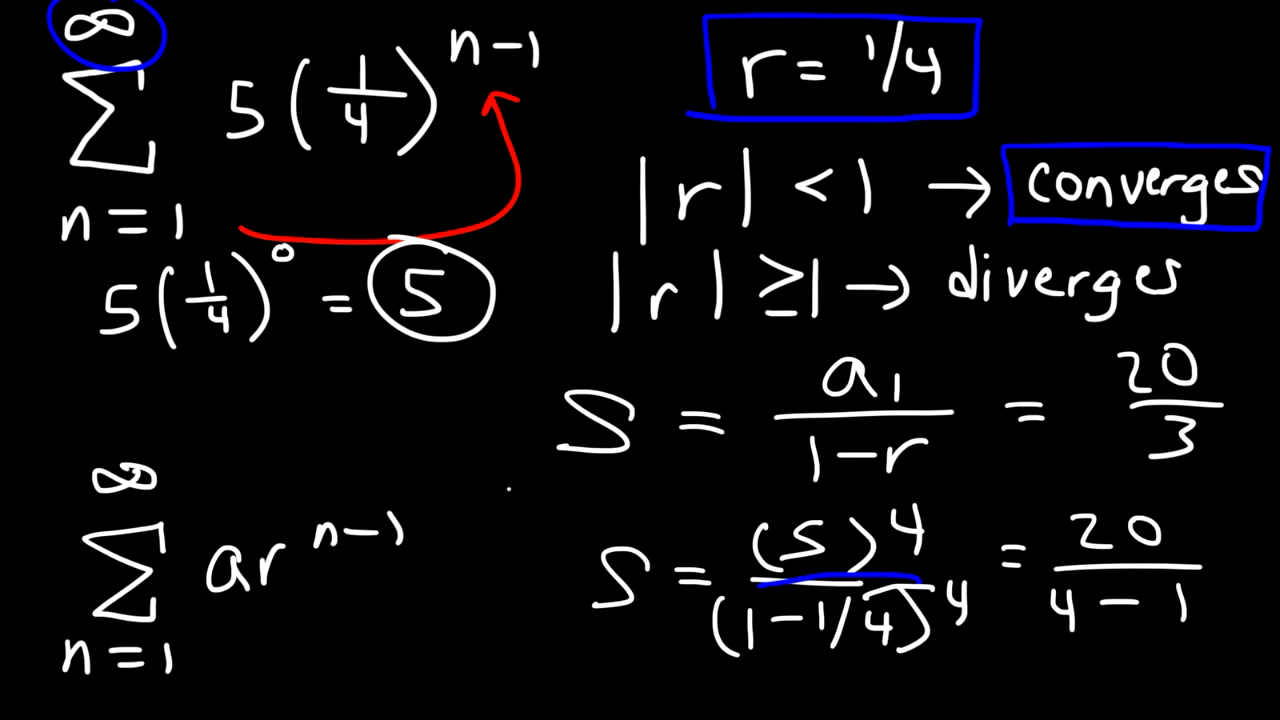 ∞
∑ 5(1/4)^(n-1)
n = 1
5(1/4)^0 = 5
∞
∑ ar^(n-1)
n = 1
r = 1/4
|r| < 1 → converges
|r| ≥ 1 → diverges
S = a₁/(1-r) = 20/3
S = (5)4/(1-1/4)4 = 20/(4-1)